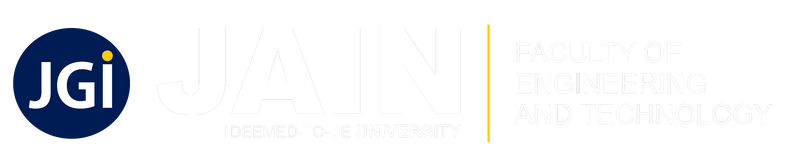 JGi
JAIN
DEEMED-TO-BE UNIVERSITY
FACULTY OF
ENGINEERING
AND TECHNOLOGY